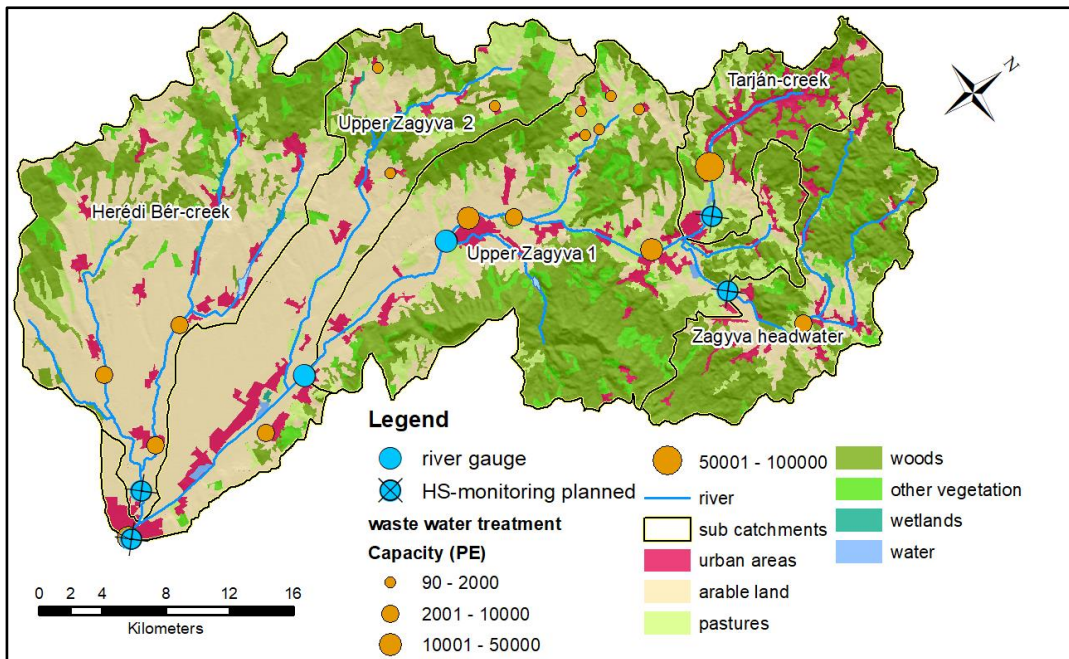 Tarján-creek
N
Upper Zagyva 2
Herédi Bér-creek
Upper Zagyva 1
Zagyva headwater
Legend
river gauge
HS-monitoring planned
waste water treatment
Capacity (PE)
90 - 2000
2001 - 10000
10001 - 50000
50001 - 100000
river
sub catchments
urban areas
arable land
pastures
woods
other vegetation
wetlands
water
0 2 4 8 12 16
Kilometers